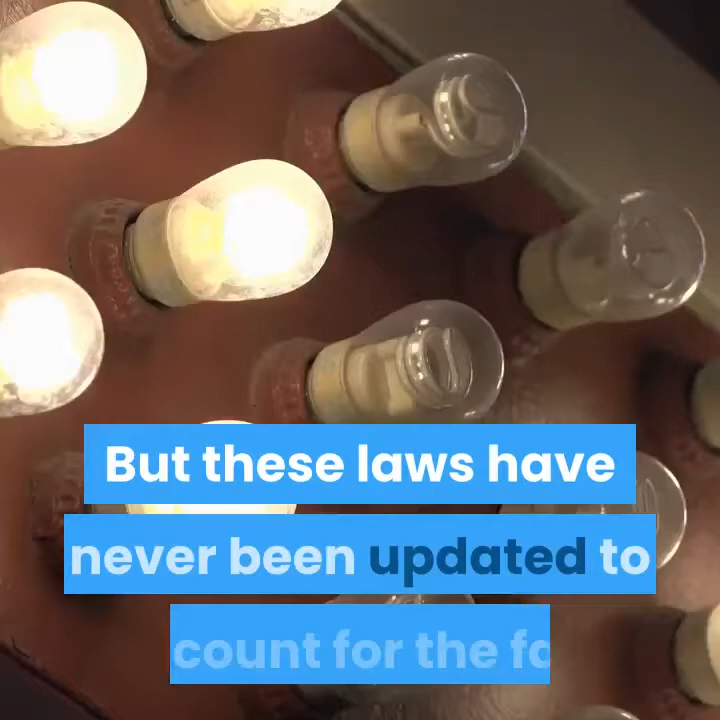 But these laws have
never been updated to
count for the